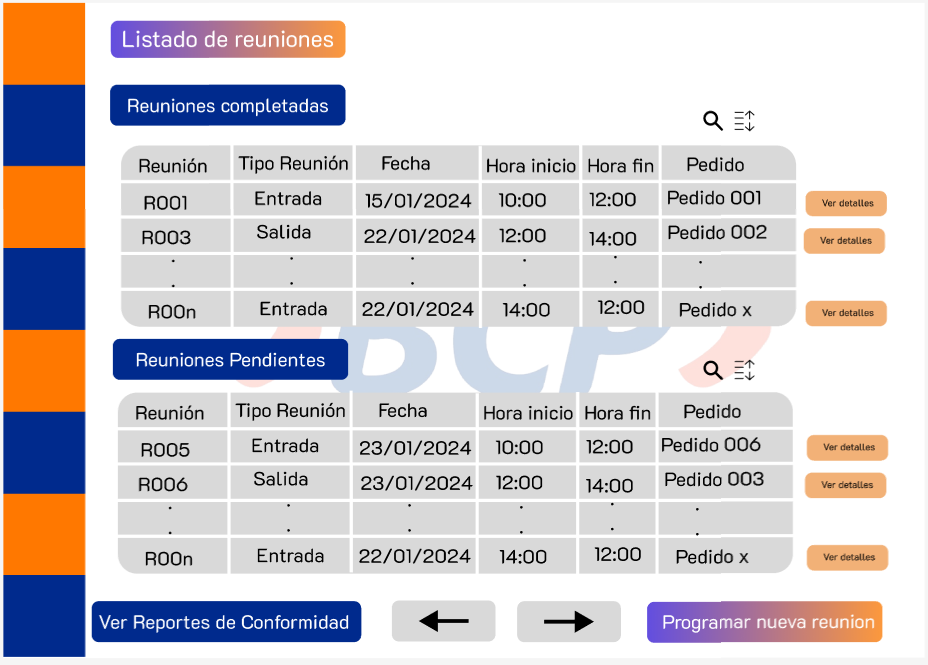 Listado de reuniones
Reuniones completadas
Reunión Tipo Reunión Fecha Hora inicio Hora fin Pedido
R001 Entrada 15/01/2024 10:00 12:00 Pedido 001 Ver detalles
R003 Salida 22/01/2024 12:00 14:00 Pedido 002 Ver detalles
: : : : : :
R00n Entrada 22/01/2024 14:00 12:00 Pedido x Ver detalles
BCP
Reuniones Pendientes
Reunión Tipo Reunión Fecha Hora inicio Hora fin Pedido
R005 Entrada 23/01/2024 10:00 12:00 Pedido 006 Ver detalles
R006 Salida 23/01/2024 12:00 14:00 Pedido 003 Ver detalles
: : : : : :
R00n Entrada 22/01/2024 14:00 12:00 Pedido x Ver detalles
Ver Reportes de Conformidad Programar nueva reunion